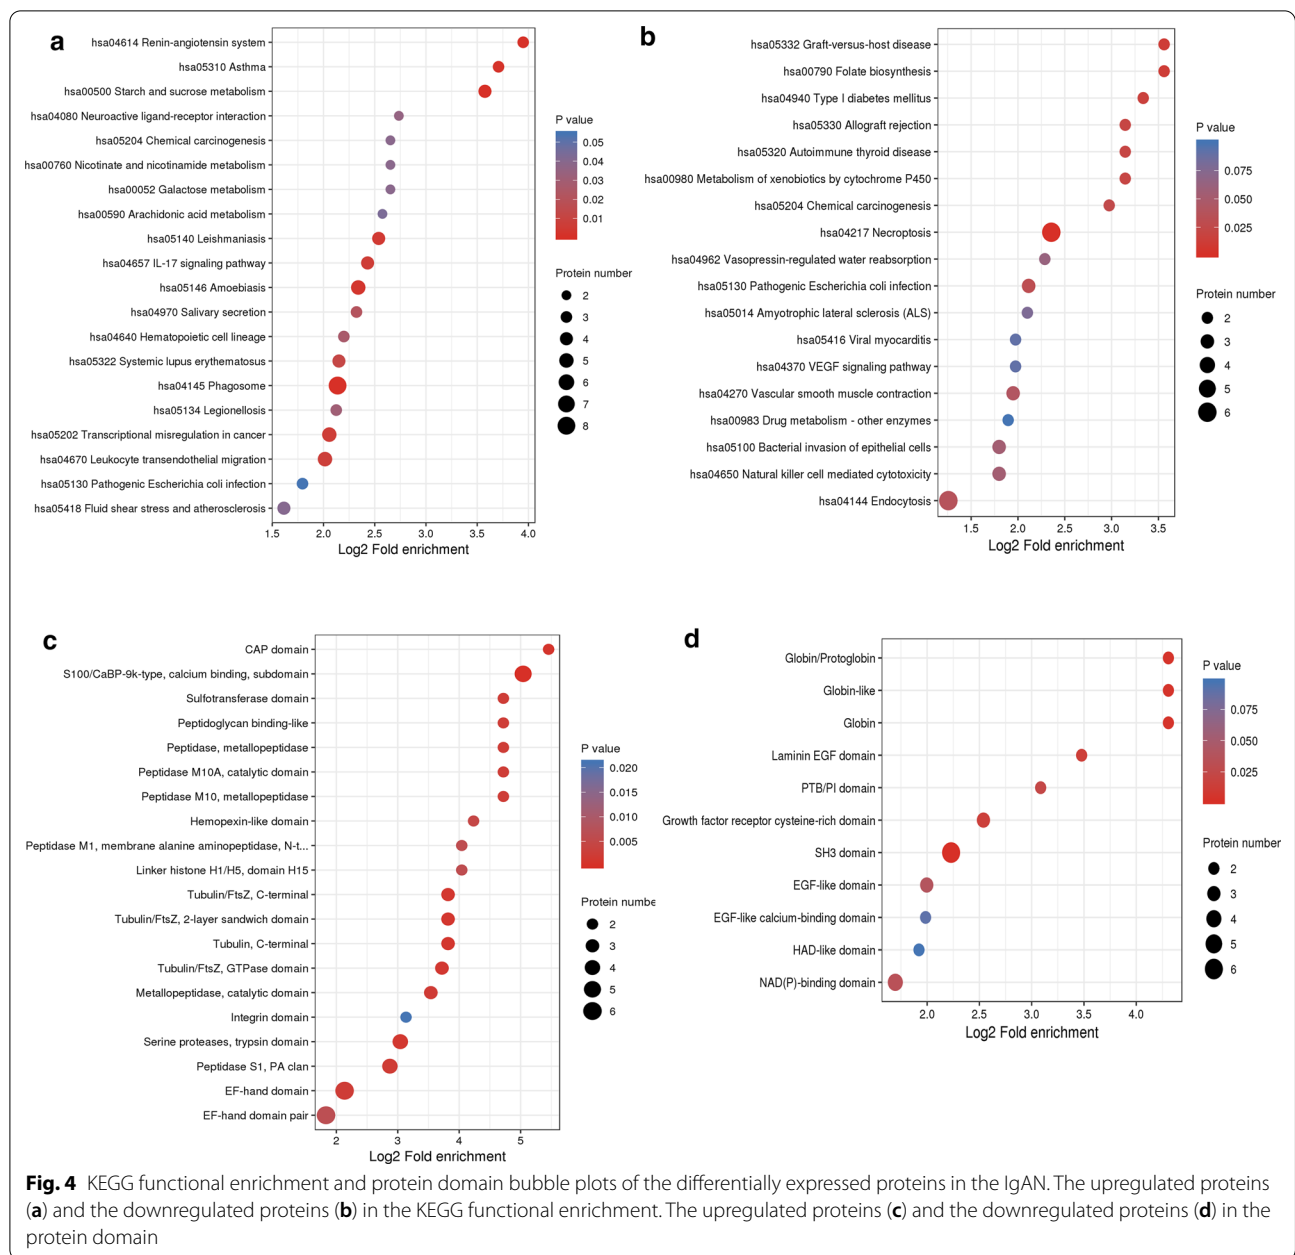 a
hsa04614 Renin-angiotensin system
hsa05310 Asthma
hsa00500 Starch and sucrose metabolism
hsa04080 Neuroactive ligand-receptor interaction
hsa05204 Chemical carcinogenesis
hsa00760 Nicotinate and nicotinamide metabolism
hsa00052 Galactose metabolism
hsa00590 Arachidonic acid metabolism
hsa05140 Leishmaniasis
hsa04657 IL-17 signaling pathway
hsa05146 Amoebiasis
hsa04970 Salivary secretion
hsa04640 Hematopoietic cell lineage
hsa05322 Systemic lupus erythematosus
hsa04145 Phagosome
hsa05134 Legionellosis
hsa05202 Transcriptional misregulation in cancer
hsa04670 Leukocyte transendothelial migration
hsa05130 Pathogenic Escherichia coli infection
hsa05418 Fluid shear stress and atherosclerosis
1.5 2.0 2.5 3.0 3.5 4.0
Log2 Fold enrichment
P value
0.05
0.04
0.03
0.02
0.01
Protein number
2
3
4
5
6
7
8
b
hsa05332 Graft-versus-host disease
hsa00790 Folate biosynthesis
hsa04940 Type I diabetes mellitus
hsa05330 Allograft rejection
hsa05320 Autoimmune thyroid disease
hsa00980 Metabolism of xenobiotics by cytochrome P450
hsa05204 Chemical carcinogenesis
hsa04217 Necroptosis
hsa04962 Vasopressin-regulated water reabsorption
hsa05130 Pathogenic Escherichia coli infection
hsa05014 Amyotrophic lateral sclerosis (ALS)
hsa05416 Viral myocarditis
hsa04370 VEGF signaling pathway
hsa04270 Vascular smooth muscle contraction
hsa00983 Drug metabolism - other enzymes
hsa05100 Bacterial invasion of epithelial cells
hsa04650 Natural killer cell mediated cytotoxicity
hsa04144 Endocytosis
1.5 2.0 2.5 3.0 3.5
Log2 Fold enrichment
P value
0.075
0.050
0.025
Protein number
2
3
4
5
6
c
CAP domain
S100/CaBP-9k-type, calcium binding, subdomain
Sulfotransferase domain
Peptidoglycan binding-like
Peptidase, metallopeptidase
Peptidase M10A, catalytic domain
Peptidase M10, metallopeptidase
Hemopexin-like domain
Peptidase M1, membrane alanine aminopeptidase, N-t...
Linker histone H1/H5, domain H15
Tubulin/FtsZ, C-terminal
Tubulin/FtsZ, 2-layer sandwich domain
Tubulin, C-terminal
Tubulin/FtsZ, GTPase domain
Metallopeptidase, catalytic domain
Integrin domain
Serine proteases, trypsin domain
Peptidase S1, PA clan
EF-hand domain
EF-hand domain pair
2 3 4 5
Log2 Fold enrichment
P value
0.020
0.015
0.010
0.005
Protein numbe
2
3
4
5
6
d
Globin/Protoglobin
Globin-like
Globin
Laminin EGF domain
PTB/PI domain
Growth factor receptor cysteine-rich domain
SH3 domain
EGF-like domain
EGF-like calcium-binding domain
HAD-like domain
NAD(P)-binding domain
2.0 2.5 3.0 3.5 4.0
Log2 Fold enrichment
P value
0.075
0.050
0.025
Protein number
2
3
4
5
6
Fig. 4 KEGG functional enrichment and protein domain bubble plots of the differentially expressed proteins in the IgAN. The upregulated proteins
(a) and the downregulated proteins (b) in the KEGG functional enrichment. The upregulated proteins (c) and the downregulated proteins (d) in the
protein domain